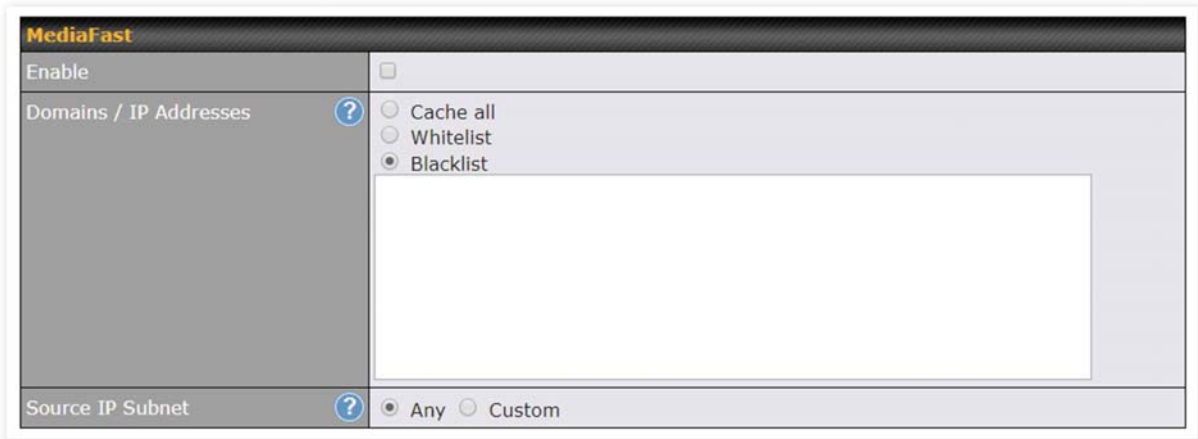 MediaFast
Enable
Domains / IP Addresses ?
Cache all
Whitelist
Blacklist
Source IP Subnet ? Any Custom